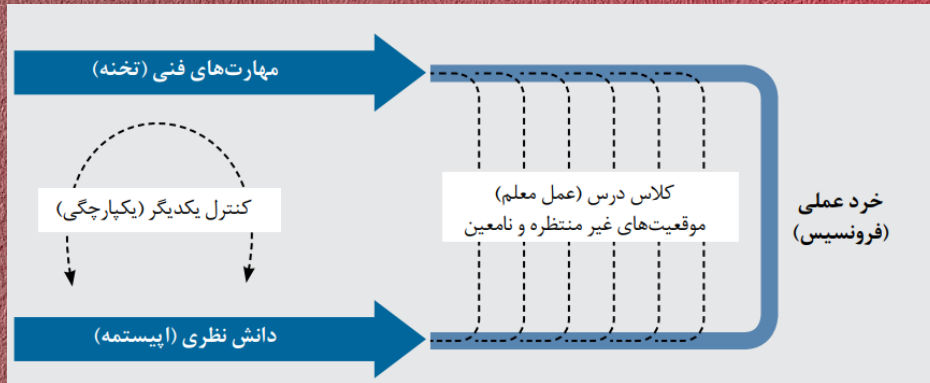 مهارت‌های فنی (تخنه)
کلاس درس (عمل معلم)
موقعیت‌های غیر منتظره و نامعین
خرد عملی
(فرونسیس)
کنترل یکدیگر (یکپارچگی)
دانش نظری (اپیستمه)